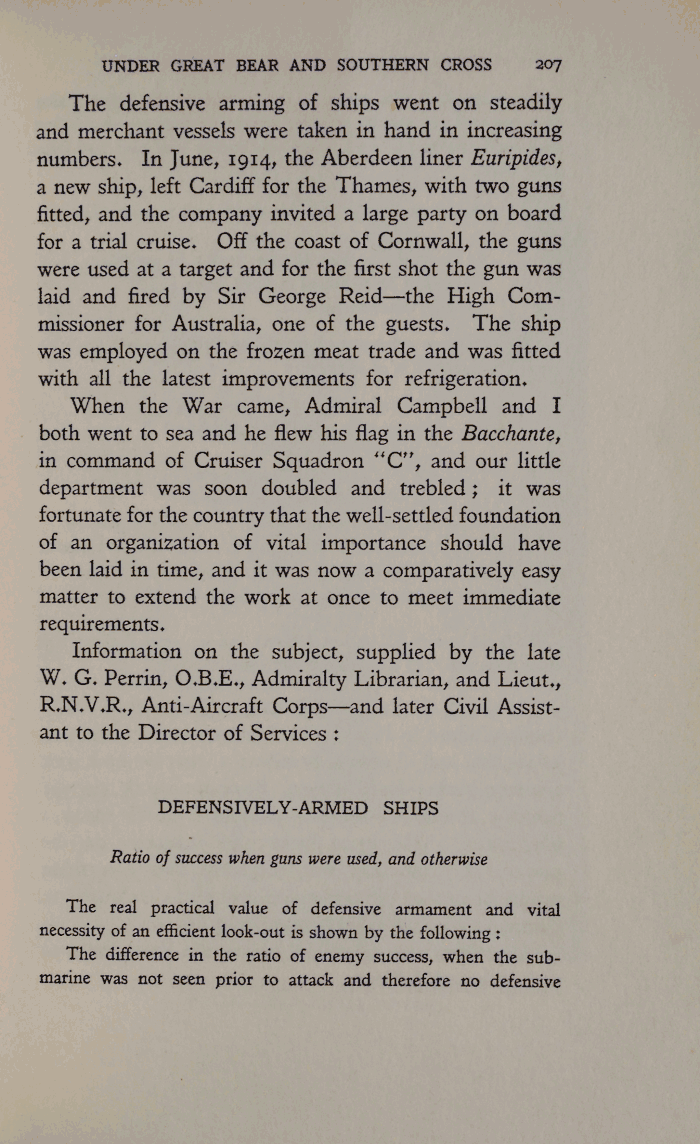 UNDER GREAT BEAR AND SOUTHERN CROSS 207
The defensive arming of ships went on steadily
and merchant vessels were taken in hand in increasing
numbers. In June, 1914, the Aberdeen liner Euripides,
a new ship, left Cardiff for the Thames, with two guns
fitted, and the company invited a large party on board
for a trial cruise. Off the coast of Cornwall, the guns
were used at a target and for the first shot the gun was
laid and fired by Sir George Reid—the High Com-
missioner for Australia, one of the guests. The ship
was employed on the frozen meat trade and was fitted
with all the latest improvements for refrigeration.
When the War came, Admiral Campbell and I
both went to sea and he flew his flag in the Bacchante,
in command of Cruiser Squadron “C”, and our little
department was soon doubled and trebled ; it was
fortunate for the country that the well-settled foundation
of an organization of vital importance should have
been laid in time, and it was now a comparatively easy
matter to extend the work at once to meet immediate
requirements.
Information on the subject, supplied by the late
W. G. Perrin, O.B.E., Admiralty Librarian, and Lieut.,
R.N.V.R., Anti-Aircraft Corps—and later Civil Assist-
ant to the Director of Services :
DEFENSIVELY-ARMED SHIPS
Ratio of success when guns were used, and otherwise
The real practical value of defensive armament and vital
necessity of an efficient look-out is shown by the following :
The difference in the ratio of enemy success, when the sub-
marine was not seen prior to attack and therefore no defensive